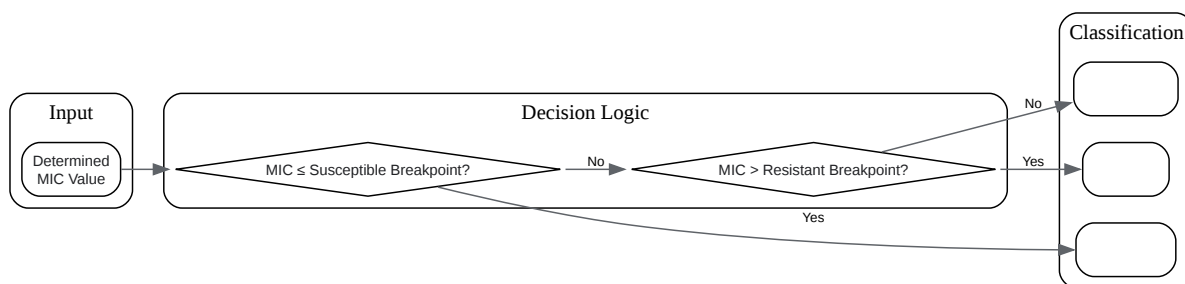 Input
Determined
MIC Value
Decision Logic
MIC ≤ Susceptible Breakpoint?
No
MIC > Resistant Breakpoint?
No
Yes
Yes
Classification